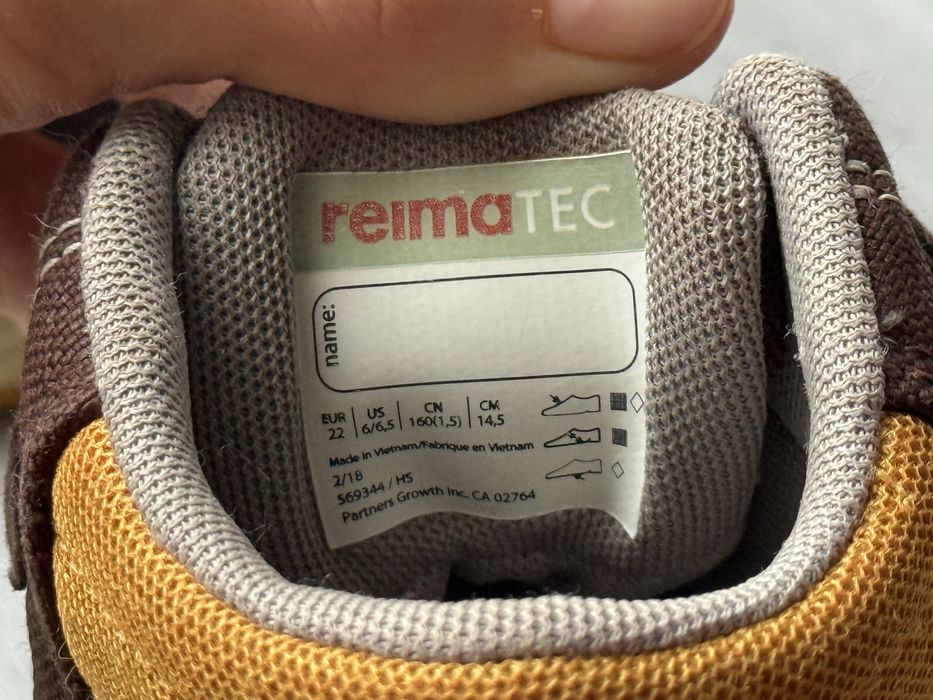 reimaTEC
name:
EUR | US | CN | CM
22 | 6/6,5 | 160(1,5) | 14,5
Made in Vietnam/Fabrique en Vietnam
2/18
569344 / HS
Partners Growth Inc. CA 02764